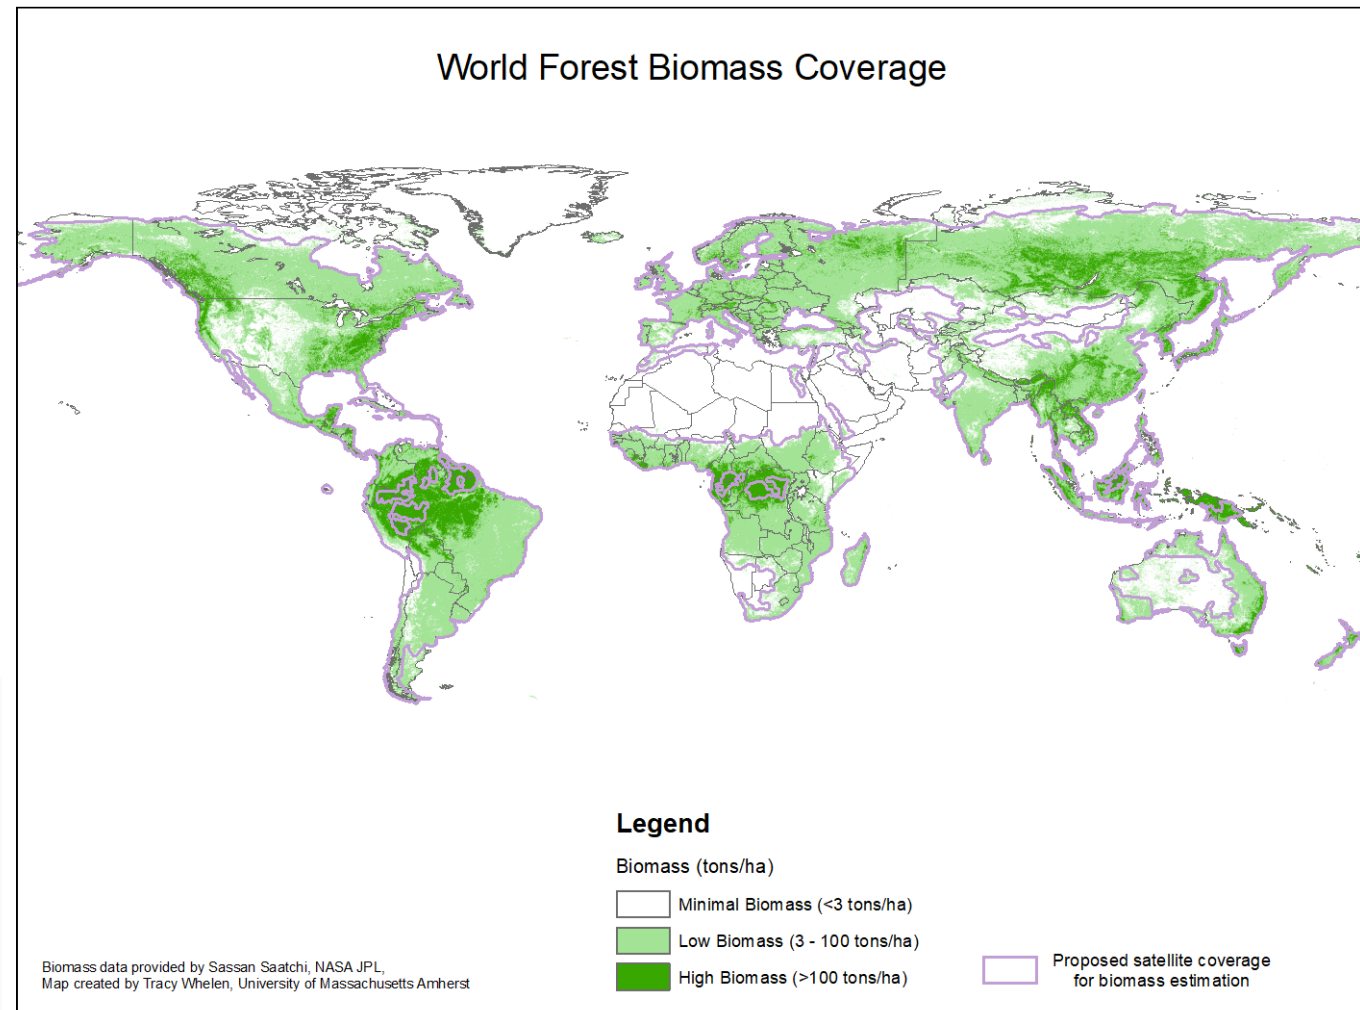 World Forest Biomass Coverage
Legend
Biomass (tons/ha)
Minimal Biomass (<3 tons/ha)
Low Biomass (3 - 100 tons/ha)
High Biomass (>100 tons/ha)
Proposed satellite coverage
for biomass estimation
Biomass data provided by Sassan Saatchi, NASA JPL,
Map created by Tracy Whelen, University of Massachusetts Amherst